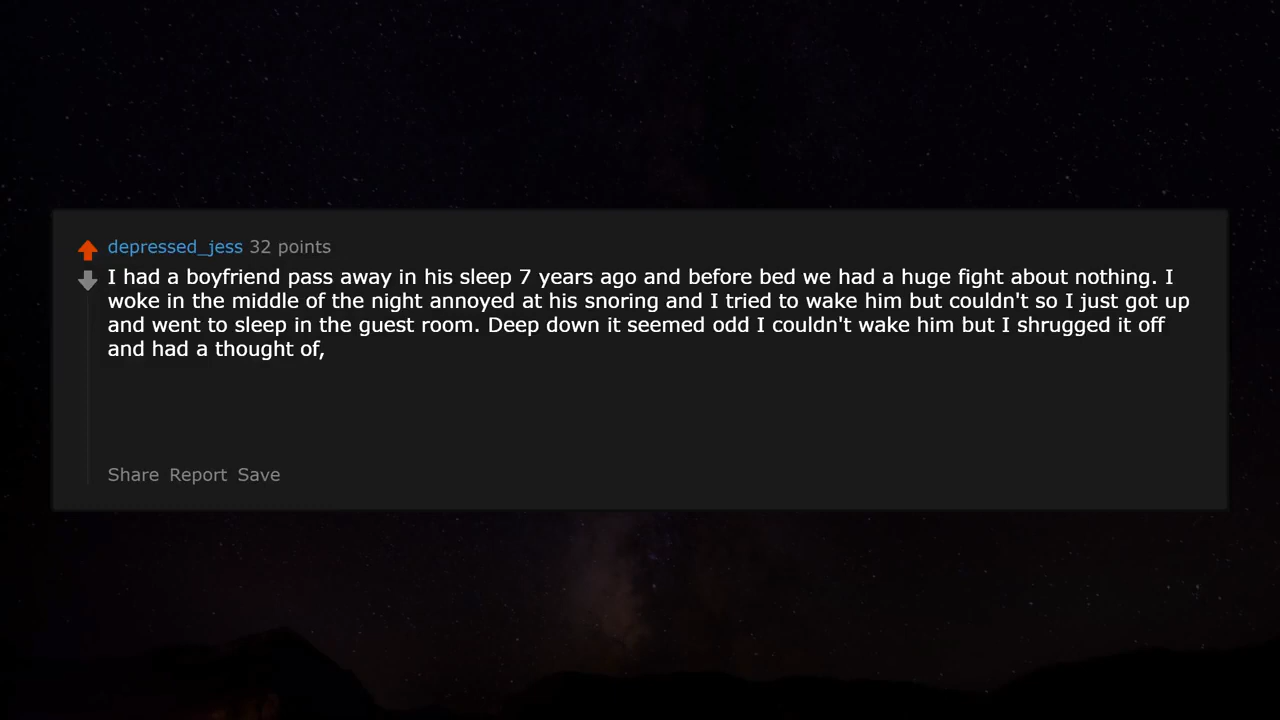 depressed_jess 32 points
I had a boyfriend pass away in his sleep 7 years ago and before bed we had a huge fight about nothing. I
woke in the middle of the night annoyed at his snoring and I tried to wake him but couldn't so I just got up
and went to sleep in the guest room. Deep down it seemed odd I couldn't wake him but I shrugged it off
and had a thought of,
Share Report Save